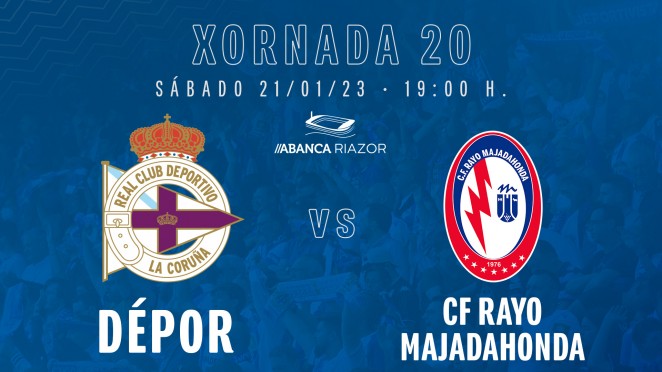 XORNADA 20
SÁBADO 21/01/23 · 19:00 H.
//ABANCA RIAZOR
REAL CLUB DEPORTIVO
LA CORUÑA
VS
C.F. RAYO MAJADAHONDA
1976
DÉPOR
CF RAYO
MAJADAHONDA